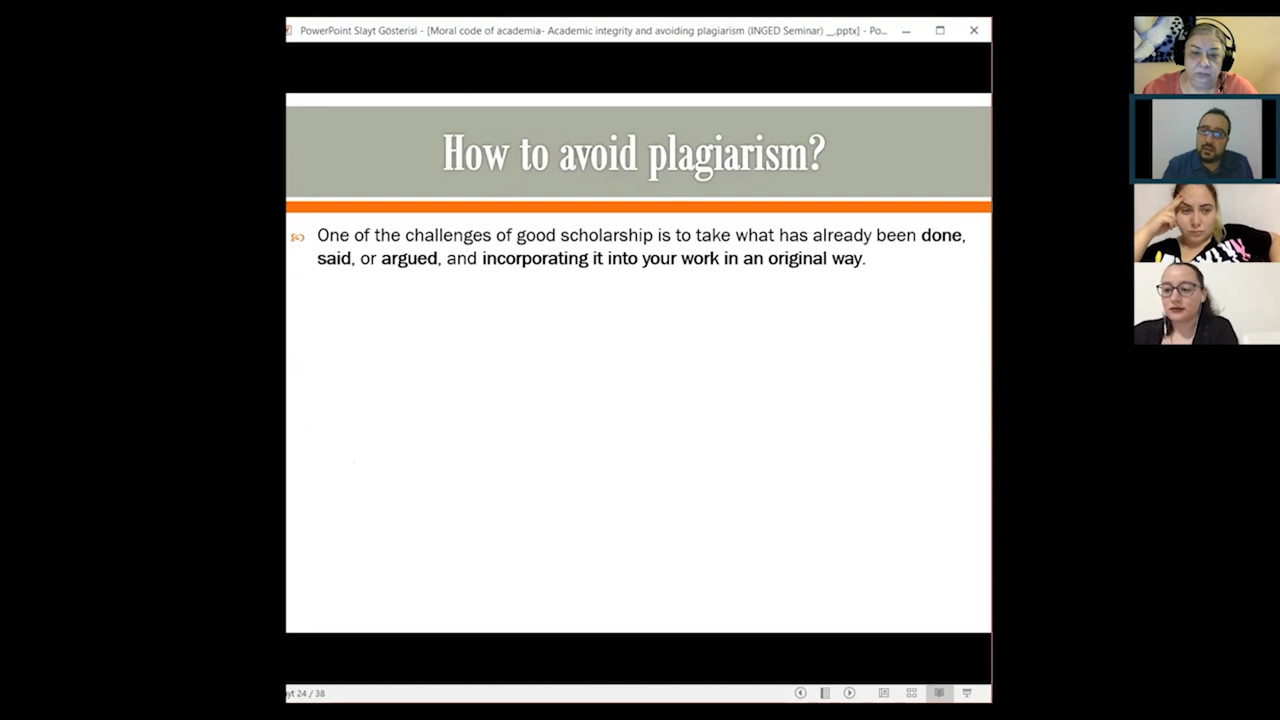 PowerPoint Slayt Gösterisi - [Moral code of academia- Academic integrity and avoiding plagiarism (INGED Seminar) __.pptx] - Po...
How to avoid plagiarism?
One of the challenges of good scholarship is to take what has already been done,
said, or argued, and incorporating it into your work in an original way.
yt 24 / 38